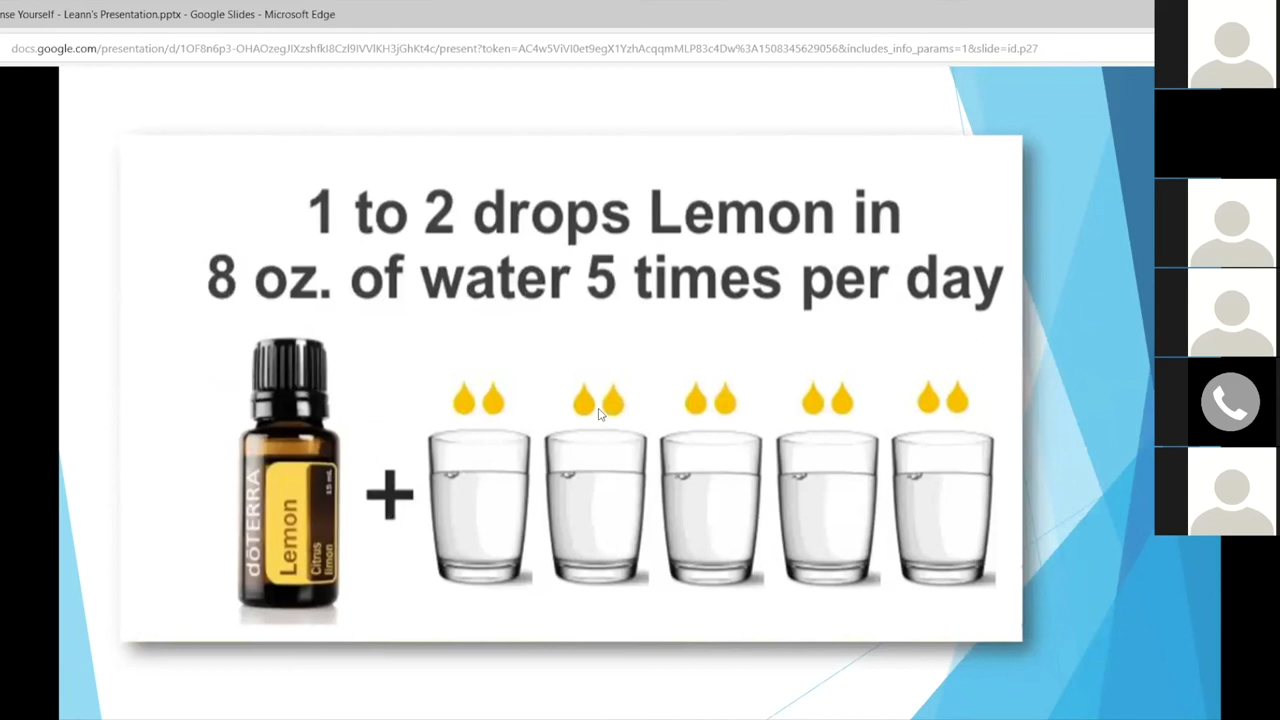 nse Yourself - Leann's Presentation.pptx - Google Slides - Microsoft Edge
docs.google.com/presentation/d/1OF8n6p3-OHAOzegJIXzshfkI8CzI9IVVIKH3jGhKt4c/present?token=AC4w5ViVI0et9egX1YzhAcqqmMLP83c4Dw%3A1508345629056&includes_info_params=1&slide=id.p27
1 to 2 drops Lemon in
8 oz. of water 5 times per day
dōTERRA
Lemon
Citrus
limon
15 mL
+